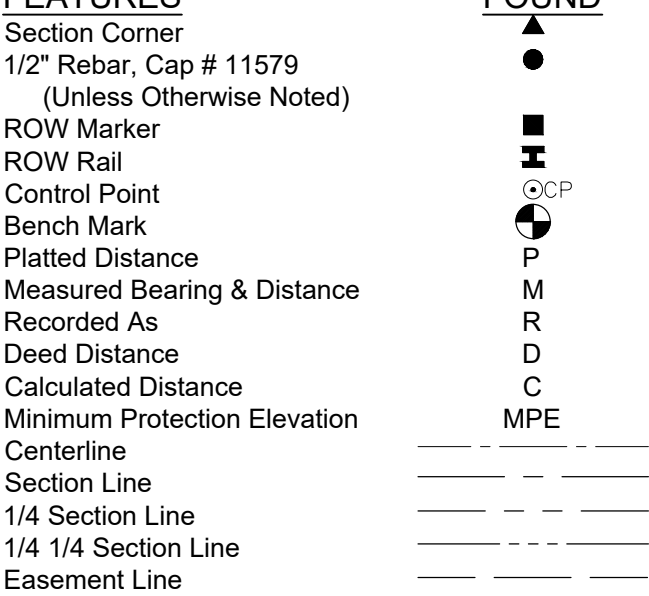 FEATURES FOUND
Section Corner
1/2" Rebar, Cap # 11579
(Unless Otherwise Noted)
ROW Marker
ROW Rail
Control Point CP
Bench Mark
Platted Distance P
Measured Bearing & Distance M
Recorded As R
Deed Distance D
Calculated Distance C
Minimum Protection Elevation MPE
Centerline
Section Line
1/4 Section Line
1/4 1/4 Section Line
Easement Line